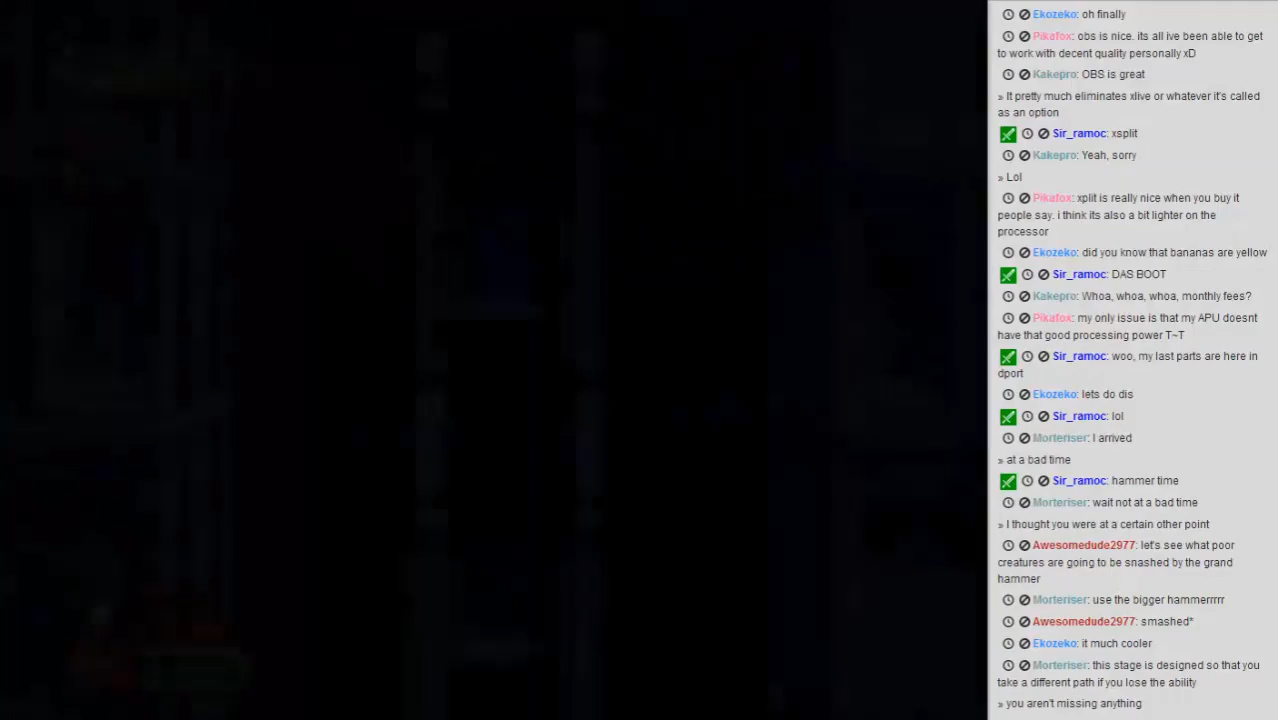 Ekozeko: oh finally
Pikafox: obs is nice. its all ive been able to get
to work with decent quality personally xD
Kakepro: OBS is great
» It pretty much eliminates xlive or whatever it's called
as an option
Sir_ramoc: xsplit
Kakepro: Yeah, sorry
» Lol
Pikafox: xplit is really nice when you buy it
people say. i think its also a bit lighter on the
processor
Ekozeko: did you know that bananas are yellow
Sir_ramoc: DAS BOOT
Kakepro: Whoa, whoa, whoa, monthly fees?
Pikafox: my only issue is that my APU doesnt
have that good processing power T~T
Sir_ramoc: woo, my last parts are here in
dport
Ekozeko: lets do dis
Sir_ramoc: lol
Morteriser: I arrived
» at a bad time
Sir_ramoc: hammer time
Morteriser: wait not at a bad time
» I thought you were at a certain other point
Awesomedude2977: let's see what poor
creatures are going to be snashed by the grand
hammer
Morteriser: use the bigger hammerrrrr
Awesomedude2977: smashed*
Ekozeko: it much cooler
Morteriser: this stage is designed so that you
take a different path if you lose the ability
» you aren't missing anything